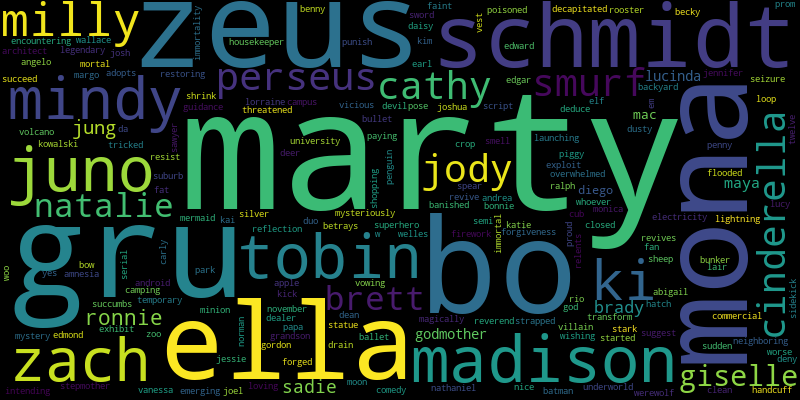 milly zeus schmidt
immortality benny faint sword poisoned decapitated rooster becky prom
encountering wallace daisy vest
architect legendary josh housekeeper punish kim edward
angelo mortal perseus earl cathy smurf lucinda jennifer
succeed margo adopts restoring shrink vicious devilpose edgar elf backyard seizure
mindy guidance lorraine campus threatened marty joshua script deduce em loop twelve
volcano da jung sawyer university bullet paying crop launching dusty mac mona penny
kowalski tricked deer smell piggy exploit overwhelmed flooded cinderella
juno resist suburb fat shopping penguin jody spear ralph diego maya lucy
natalie mermaid kai silver mysteriously revive andrea bonnie banished whoever monica cub electricity lightning
gru reflection duo w superhero semi katie immortal forgiveness proud closed revives
woo yes bow amnesia serial carly tobin betrays welles bo firework relents fan sheep
camping park apple vowing rio ki bunker lair abigail sidekick
succumbs android temporary minion kick brett god hatch
ronnie ella november dean magically reverend strapped transform brady commercial
mystery edmond exhibit zoo norman dealer papa statue ballet godmother villain started stark suggest sudden neighboring
zach jessie gordon grandson drain madison wishing worse
stepmother forged giselle deny
intending vanessa emerging joel loving sadie moon comedy nathaniel nice batman underworld werewolf clean handcuff